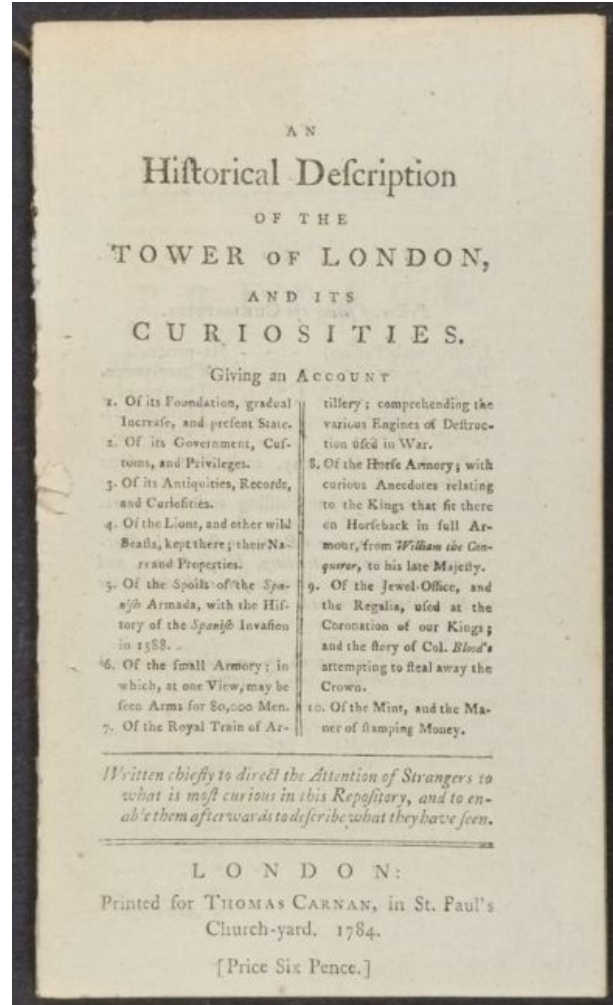 AN
Hiſtorical Deſcription
OF THE
TOWER OF LONDON,
AND ITS
CURIOSITIES.
Giving an ACCOUNT
1. Of its Foundation, gradual
Increaſe, and preſent State.
2. Of its Government, Cuſ-
toms, and Privileges.
3. Of its Antiquities, Records,
and Curioſities.
4. Of the Lions, and other wild
Beaſts, kept there; their Na-
and Properties.
5. Of the Spoils of the Spa-
niſh Armada, with the Hiſ-
tory of the Spaniſh Invaſion
in 1588.
6. Of the ſmall Armory; in
which, at one View, may be
ſeen Arms for 80,000 Men.
7. Of the Royal Train of Ar-
tillery; comprehending the
various Engines of Deſtruc-
tion uſed in War.
8. Of the Horſe Armory; with
curious Anecdotes relating
to the Kings that ſit there
on Horſeback in full Ar-
mour, from William the Con-
queror, to his late Majeſty.
9. Of the Jewel-Office, and
the Regalia, uſed at the
Coronation of our Kings;
and the ſtory of Col. Blood's
attempting to ſteal away the
Crown.
10. Of the Mint, and the Ma-
ner of ſtamping Money.
Written chiefly to direct the Attention of Strangers to
what is moſt curious in this Repoſitory, and to en-
able them afterwards to deſcribe what they have ſeen.
LONDON:
Printed for THOMAS CARNAN, in St. Paul's
Church-yard. 1784.
[Price Six Pence.]